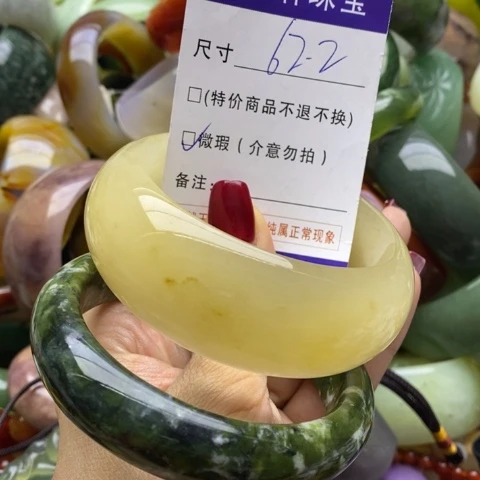 珠宝
尺寸 62-2
□(特价商品不退不换)
☑微瑕(介意勿拍)
备注:
纯属正常现象